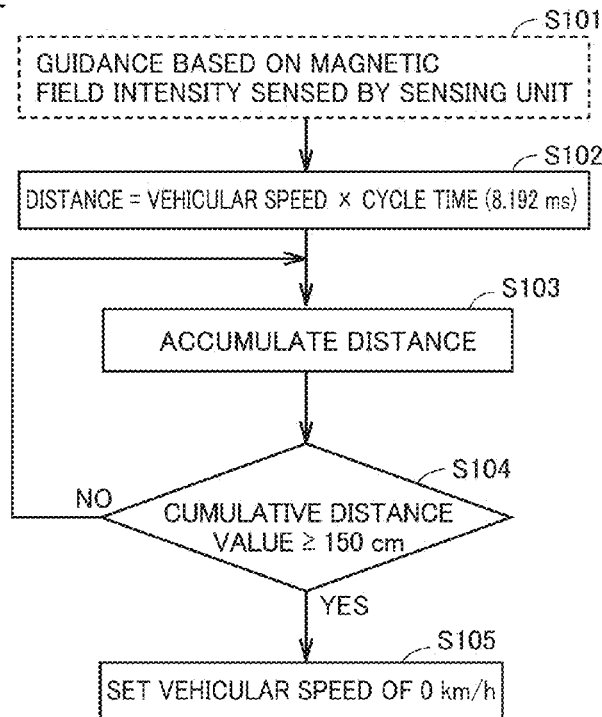 S101
GUIDANCE BASED ON MAGNETIC
FIELD INTENSITY SENSED BY SENSING UNIT
S102
DISTANCE = VEHICULAR SPEED × CYCLE TIME (8.192 ms)
S103
ACCUMULATE DISTANCE
S104
NO
CUMULATIVE DISTANCE
VALUE ≥ 150 cm
YES
S105
SET VEHICULAR SPEED OF 0 km/h